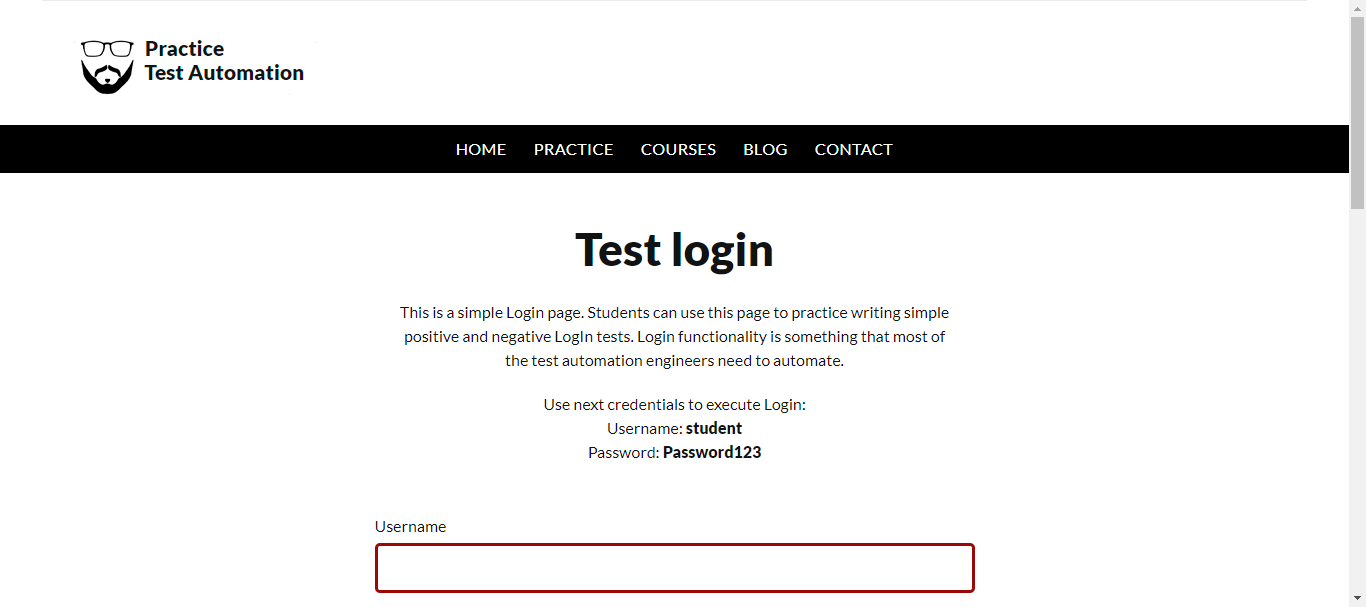 Practice
Test Automation
HOME PRACTICE COURSES BLOG CONTACT
Test login
This is a simple Login page. Students can use this page to practice writing simple
positive and negative LogIn tests. Login functionality is something that most of
the test automation engineers need to automate.
Use next credentials to execute Login:
Username: student
Password: Password123
Username